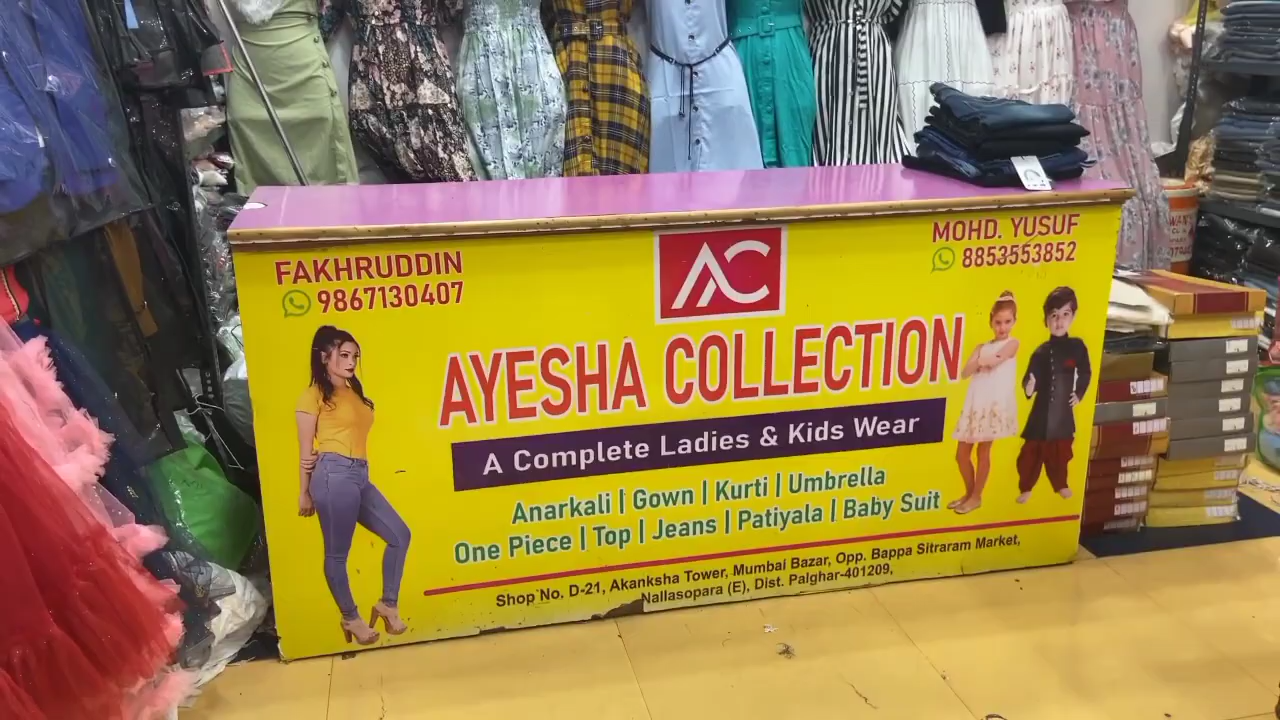 FAKHRUDDIN
9867130407
AC
MOHD. YUSUF
8853553852
AYESHA COLLECTION
A Complete Ladies & Kids Wear
Anarkali | Gown | Kurti | Umbrella
One Piece | Top | Jeans | Patiyala | Baby Suit
Shop No. D-21, Akanksha Tower, Mumbai Bazar, Opp. Bappa Sitraram Market,
Nallasopara (E), Dist. Palghar-401209,